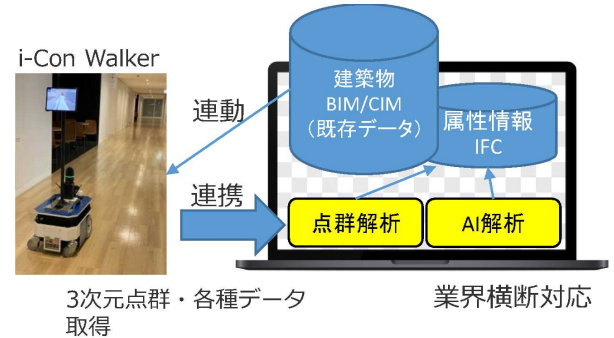 i-Con Walker
連動
建築物
BIM/CIM
（既存データ）
属性情報
IFC
連携
点群解析
AI解析
3次元点群・各種データ
取得
業界横断対応